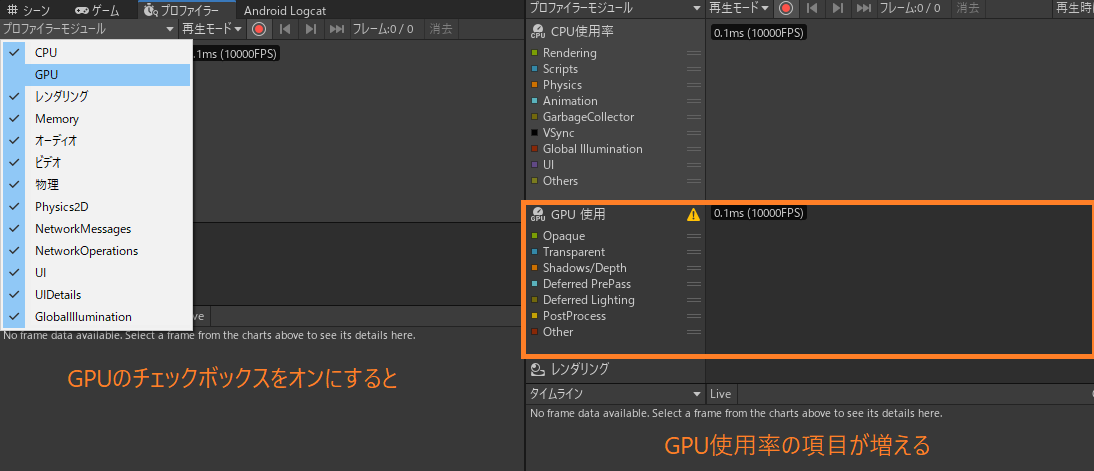 シーン ゲーム プロファイラー Android Logcat
プロファイラーモジュール 再生モード フレーム:0 / 0 消去
.1ms (10000FPS)
CPU
GPU
レンダリング
Memory
オーディオ
ビデオ
物理
Physics2D
NetworkMessages
NetworkOperations
UI
UIDetails
GlobalIllumination
ve
No frame data available. Select a frame from the charts above to see its details here.
GPUのチェックボックスをオンにすると
プロファイラーモジュール 再生モード フレーム:0 / 0 消去 再生時
CPU使用率 0.1ms (10000FPS)
Rendering
Scripts
Physics
Animation
GarbageCollector
VSync
Global Illumination
UI
Others
GPU 使用 0.1ms (10000FPS)
Opaque
Transparent
Shadows/Depth
Deferred PrePass
Deferred Lighting
PostProcess
Other
レンダリング
タイムライン Live
No frame data available. Select a frame from the charts above to see its details here.
GPU使用率の項目が増える